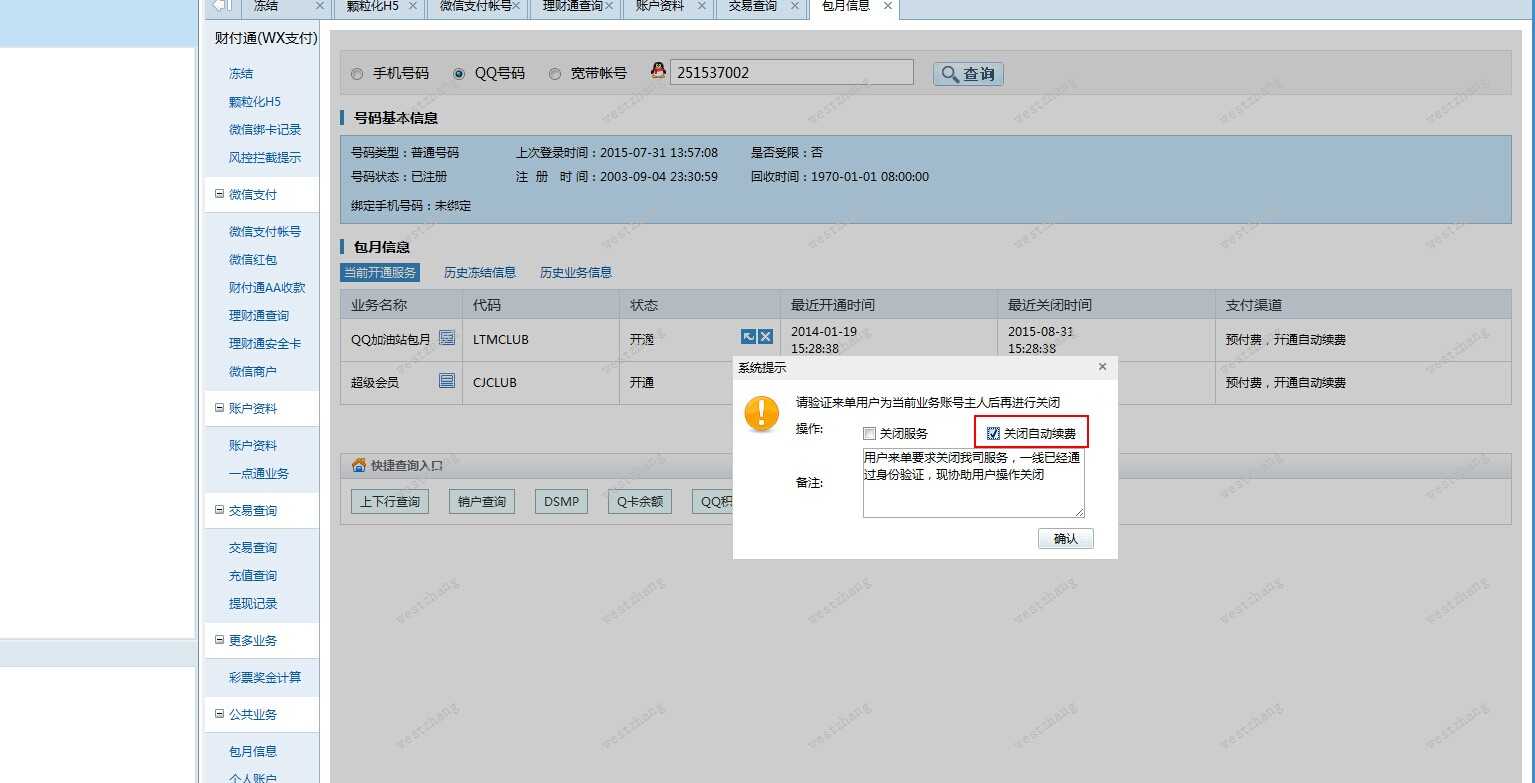 冻结 × 颗粒化H5 × 微信支付帐号× 理财通查询× 账户资料 × 交易查询 × 包月信息 ×
财付通(WX支付)
冻结
颗粒化H5
微信绑卡记录
风控拦截提示
微信支付
微信支付帐号
微信红包
财付通AA收款
理财通查询
理财通安全卡
微信商户
账户资料
账户资料
一点通业务
交易查询
交易查询
充值查询
提现记录
更多业务
彩票奖金计算
公共业务
包月信息
个人账户
手机号码 QQ号码 宽带帐号 251537002 查询
号码基本信息
号码类型：普通号码 上次登录时间：2015-07-31 13:57:08 是否受限：否
号码状态：已注册 注 册 时 间：2003-09-04 23:30:59 回收时间：1970-01-01 08:00:00
绑定手机号码：未绑定
包月信息
当前开通服务 历史冻结信息 历史业务信息
业务名称 代码 状态 最近开通时间 最近关闭时间 支付渠道
QQ加油站包月 LTMCLUB 开通 2014-01-19 2015-08-31 预付费，开通自动续费
15:28:38 15:28:38
超级会员 CJCLUB 开通 预付费，开通自动续费
快捷查询入口
上下行查询 销户查询 DSMP Q卡余额 QQ积
系统提示 ×
请验证来单用户为当前业务账号主人后再进行关闭
操作: 关闭服务 关闭自动续费
备注: 用户来单要求关闭我司服务，一线已经通
过身份验证，现协助用户操作关闭
确认
westzhang